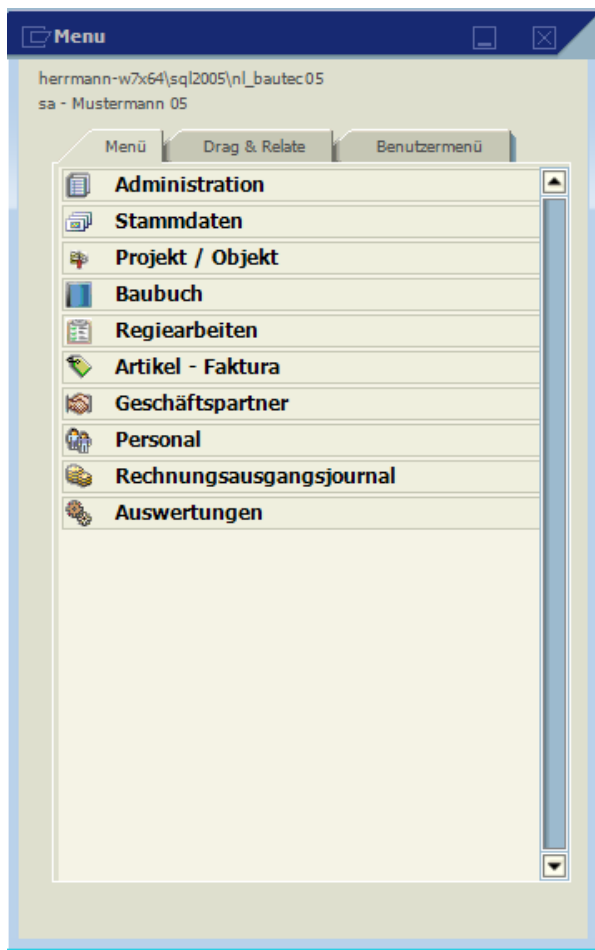 Menu
herrmann-w7x64\sql2005\nl_bautec05
sa - Mustermann 05
Menü Drag & Relate Benutzermenü
Administration
Stammdaten
Projekt / Objekt
Baubuch
Regiearbeiten
Artikel - Faktura
Geschäftspartner
Personal
Rechnungsausgangsjournal
Auswertungen